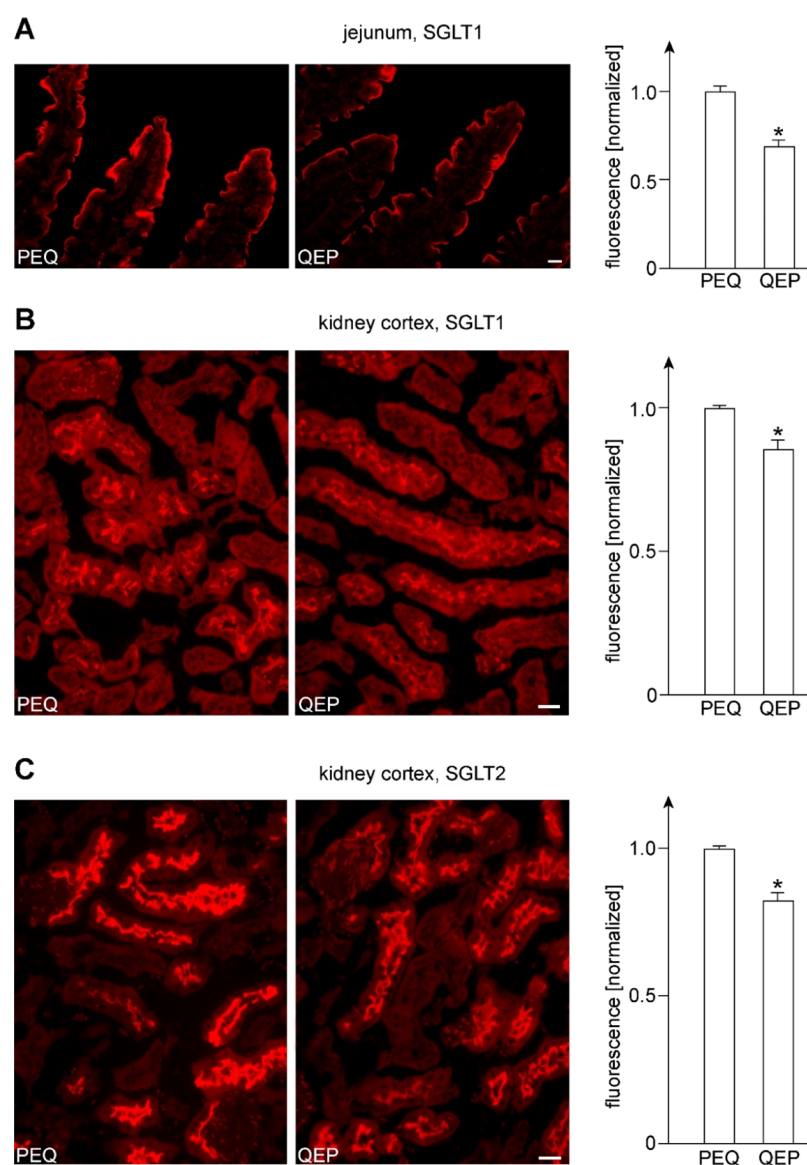 A
jejunum, SGLT1
PEQ
QEP
fluorescence [normalized]
1.0
0.5
0
*
PEQ QEP
B
kidney cortex, SGLT1
PEQ
QEP
fluorescence [normalized]
1.0
0.5
0
*
PEQ QEP
C
kidney cortex, SGLT2
PEQ
QEP
fluorescence [normalized]
1.0
0.5
0
*
PEQ QEP